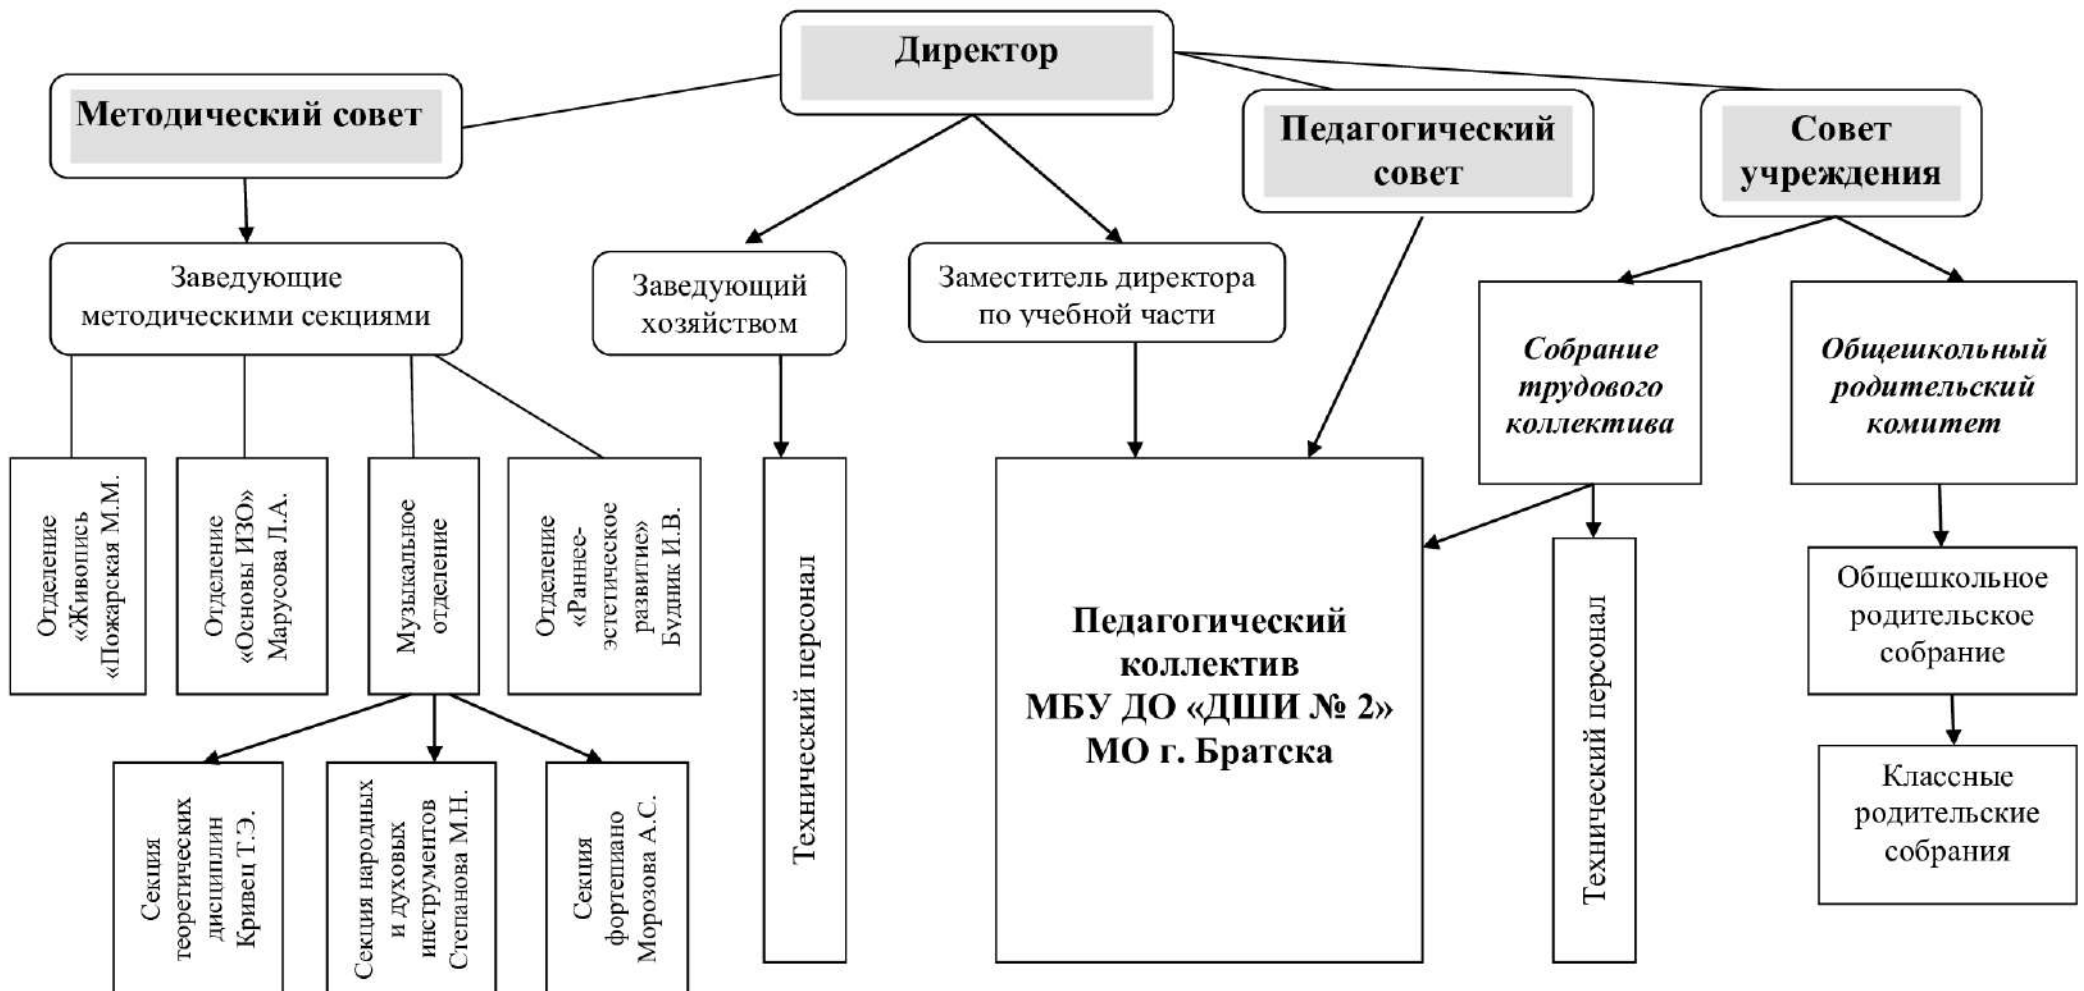 Директор
Методический совет
Педагогический
совет
Совет
учреждения
Заведующие
методическими секциями
Заведующий
хозяйством
Заместитель директора
по учебной части
Собрание
трудового
коллектива
Общешкольный
родительский
комитет
Отделение
«Живопись
«Пожарская М.М.
Отделение
«Основы ИЗО»
Марусова Л.А.
Музыкальное
отделение
Отделение
«Раннее-
эстетическое
развитие»
Будник И.В.
Технический персонал
Педагогический
коллектив
МБУ ДО «ДШИ № 2»
МО г. Братска
Технический персонал
Общешкольное
родительское
собрание
Классные
родительские
собрания
Секция
теоретических
дисциплин
Кривец Т.Э.
Секция народных
и духовых
инструментов
Степанова М.Н.
Секция
фортепиано
Морозова А.С.